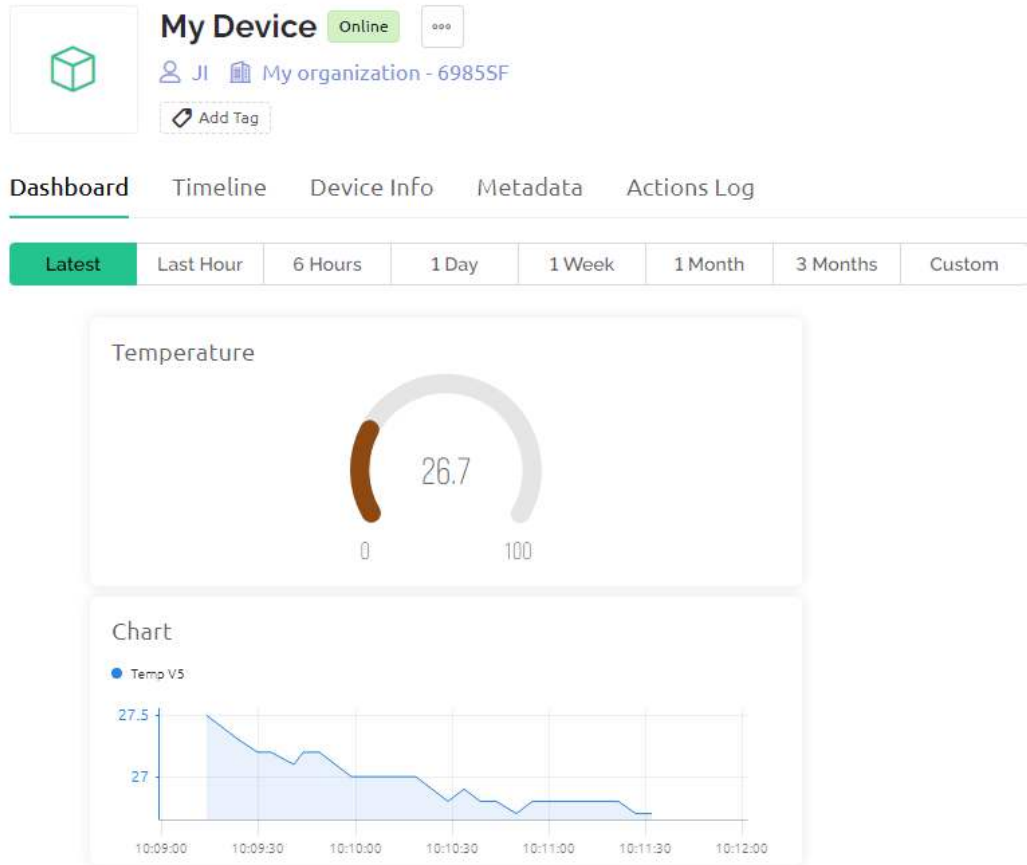 My Device Online
JI My organization - 6985SF
Add Tag
Dashboard Timeline Device Info Metadata Actions Log
Latest Last Hour 6 Hours 1 Day 1 Week 1 Month 3 Months Custom
Temperature
26.7
0 100
Chart
Temp V5
27.5
27
10:09:00 10:09:30 10:10:00 10:10:30 10:11:00 10:11:30 10:12:00